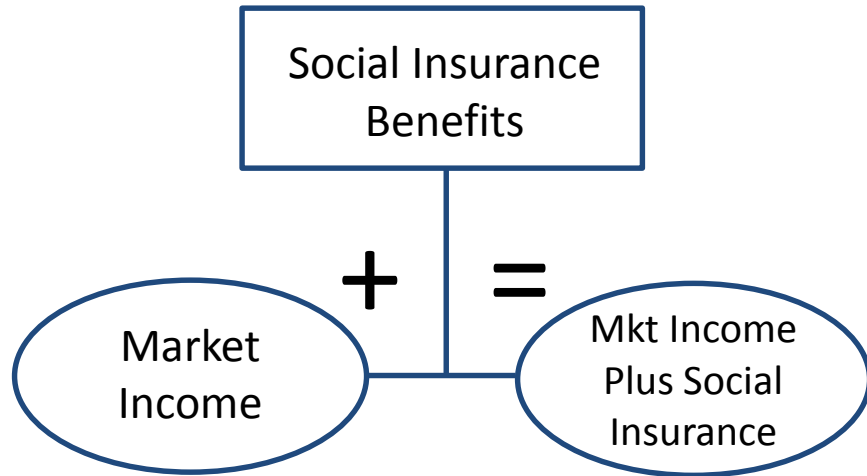 Social Insurance
Benefits
+
=
Market
Income
Mkt Income
Plus Social
Insurance